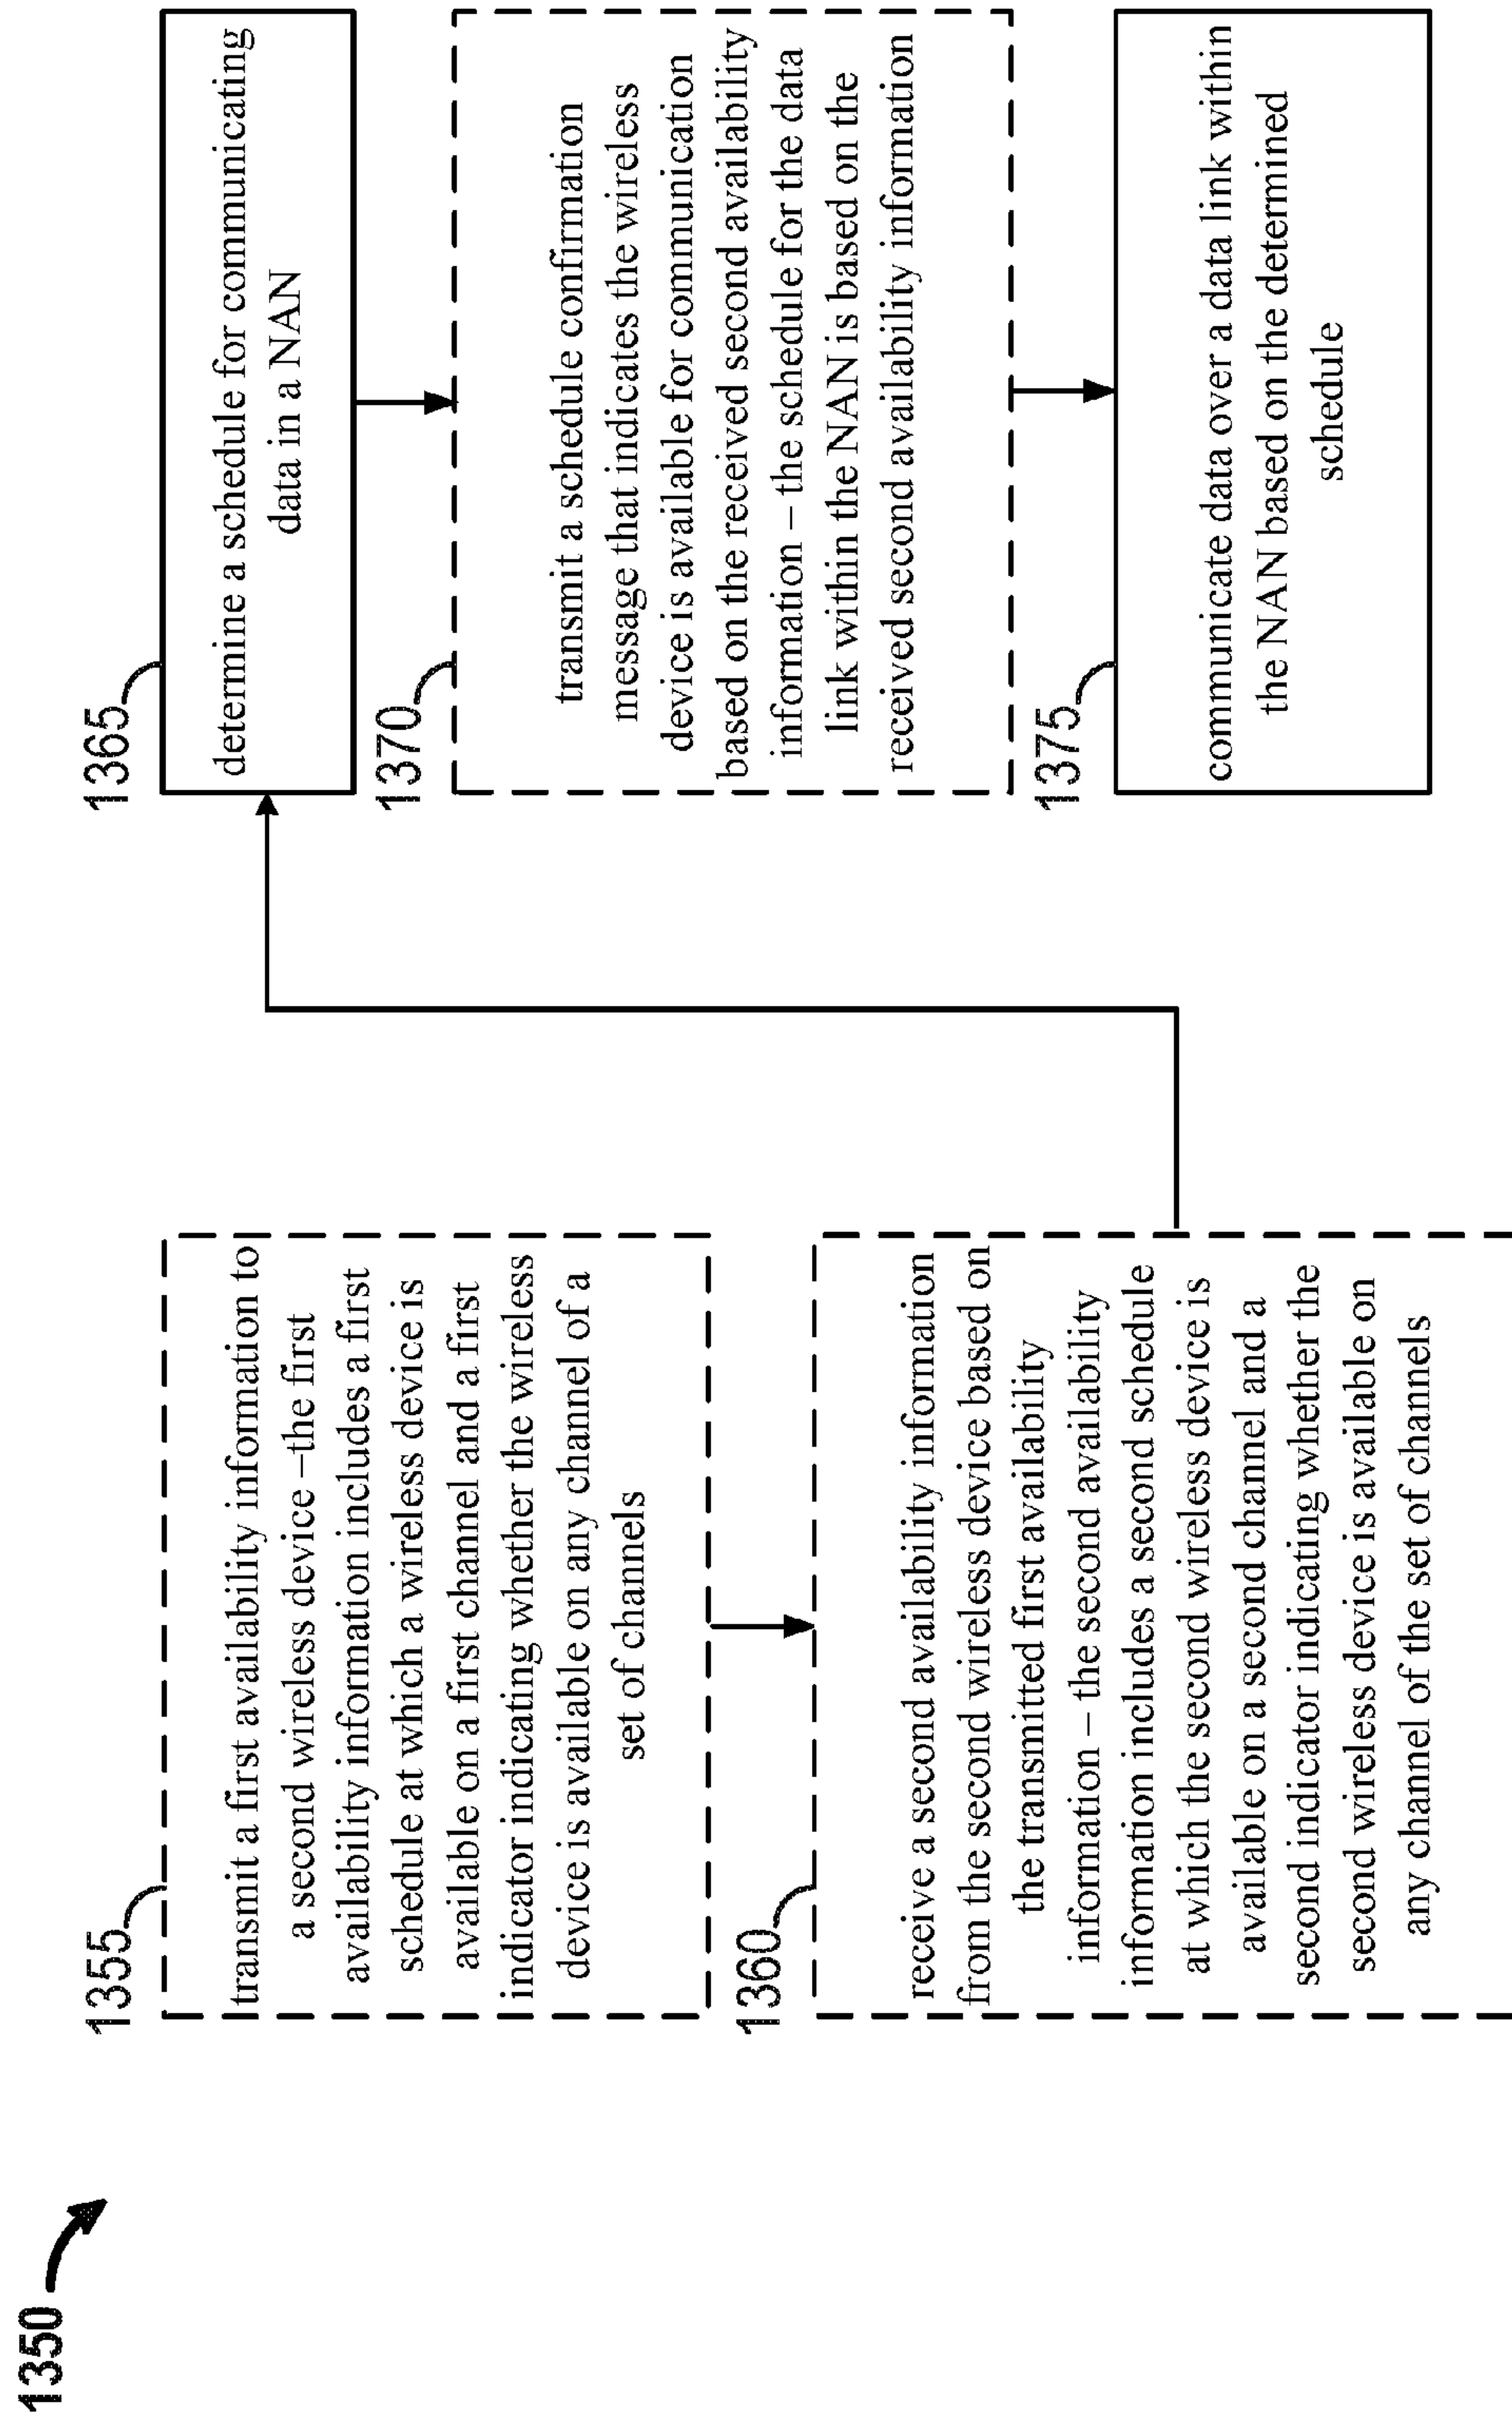 1350
1355
transmit a first availability information to
a second wireless device –the first
availability information includes a first
schedule at which a wireless device is
available on a first channel and a first
indicator indicating whether the wireless
device is available on any channel of a
set of channels
1360
receive a second availability information
from the second wireless device based on
the transmitted first availability
information – the second availability
information includes a second schedule
at which the second wireless device is
available on a second channel and a
second indicator indicating whether the
second wireless device is available on
any channel of the set of channels
1365
determine a schedule for communicating
data in a NAN
1370
transmit a schedule confirmation
message that indicates the wireless
device is available for communication
based on the received second availability
information – the schedule for the data
link within the NAN is based on the
received second availability information
1375
communicate data over a data link within
the NAN based on the determined
schedule